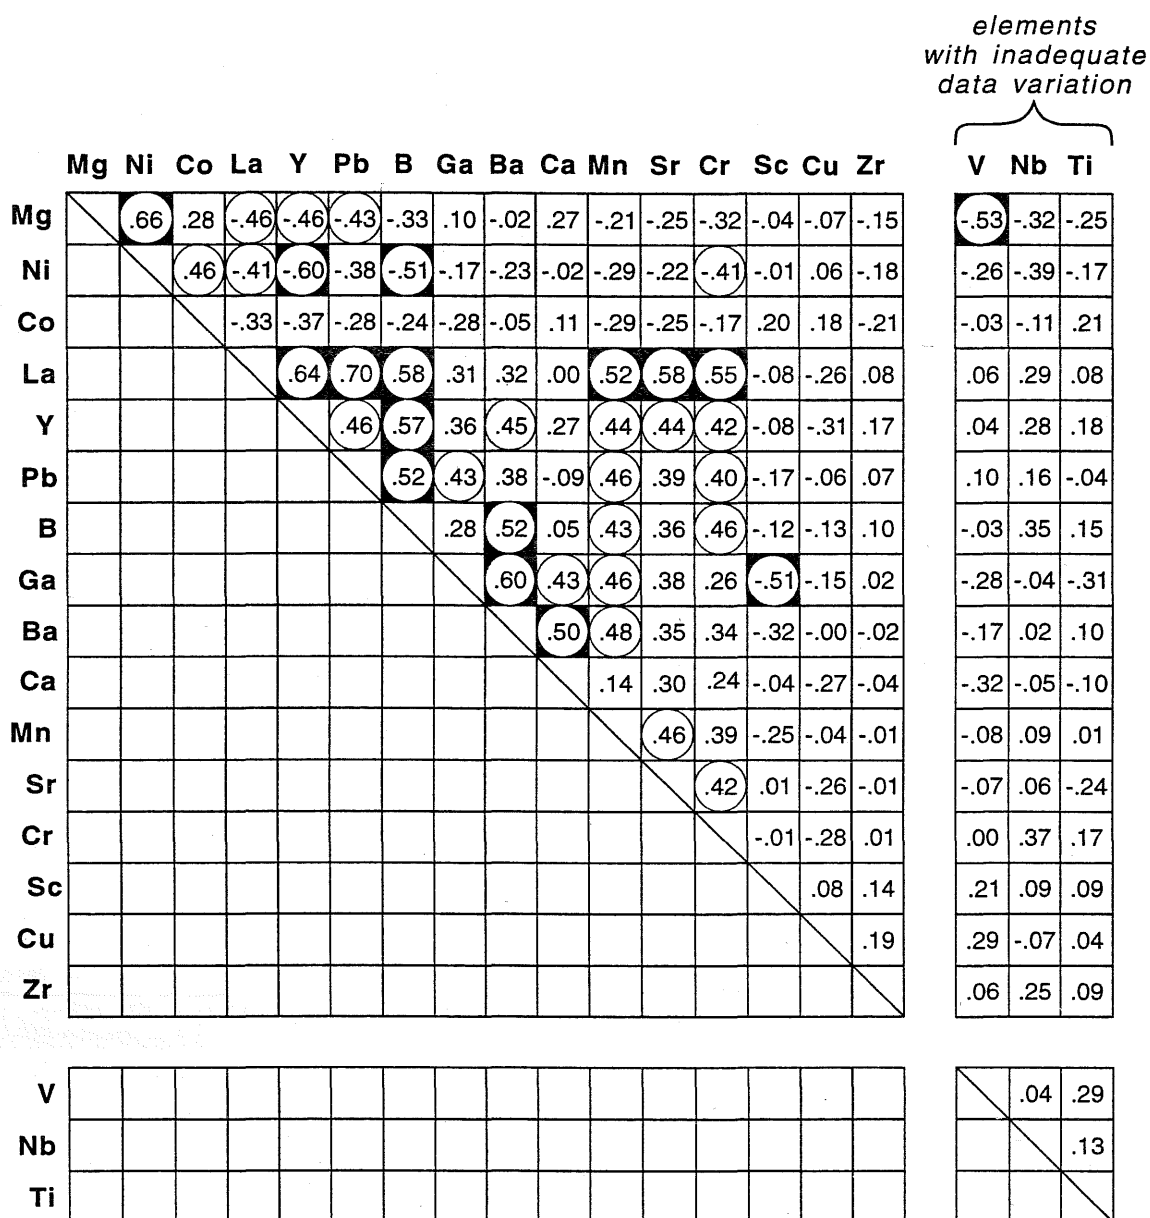 elements
with inadequate
data variation
Mg Ni Co La Y Pb B Ga Ba Ca Mn Sr Cr Sc Cu Zr V Nb Ti
Mg .66 .28 -.46 -.46 -.43 -.33 .10 -.02 .27 -.21 -.25 -.32 -.04 -.07 -.15 -.53 -.32 -.25
Ni .46 -.41 -.60 -.38 -.51 -.17 -.23 -.02 -.29 -.22 -.41 -.01 .06 -.18 -.26 -.39 -.17
Co -.33 -.37 -.28 -.24 -.28 -.05 .11 -.29 -.25 -.17 .20 .18 -.21 -.03 -.11 .21
La .64 .70 .58 .31 .32 .00 .52 .58 .55 -.08 -.26 .08 .06 .29 .08
Y .46 .57 .36 .45 .27 .44 .44 .42 -.08 -.31 .17 .04 .28 .18
Pb .52 .43 .38 -.09 .46 .39 .40 -.17 -.06 .07 .10 .16 -.04
B .28 .52 .05 .43 .36 .46 -.12 -.13 .10 -.03 .35 .15
Ga .60 .43 .46 .38 .26 -.51 -.15 .02 -.28 -.04 -.31
Ba .50 .48 .35 .34 -.32 -.00 -.02 -.17 .02 .10
Ca .14 .30 .24 -.04 -.27 -.04 -.32 -.05 -.10
Mn .46 .39 -.25 -.04 -.01 -.08 .09 .01
Sr .42 .01 -.26 -.01 -.07 .06 -.24
Cr -.01 -.28 .01 .00 .37 .17
Sc .08 .14 .21 .09 .09
Cu .19 .29 -.07 .04
Zr .06 .25 .09
V .04 .29
Nb .13
Ti